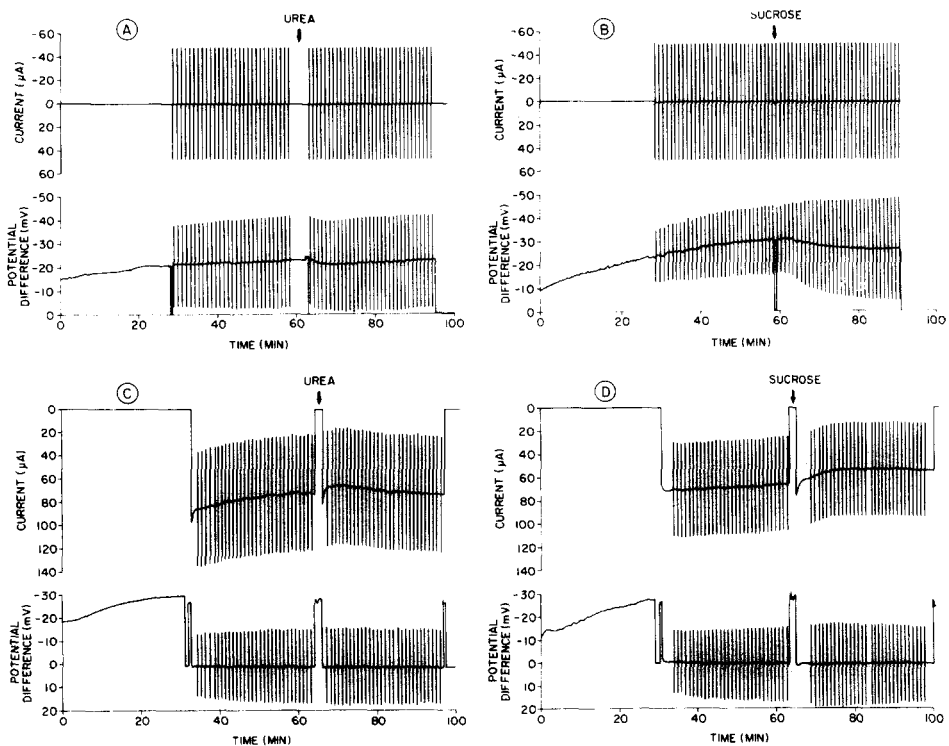 A
UREA
CURRENT (µA)
-60
-40
-20
0
20
40
60
POTENTIAL DIFFERENCE (mV)
-50
-40
-30
-20
-10
0
0 20 40 60 80 100
TIME (MIN)
B
SUCROSE
CURRENT (µA)
-60
-40
-20
0
20
40
60
POTENTIAL DIFFERENCE (mV)
-50
-40
-30
-20
-10
0
0 20 40 60 80 100
TIME (MIN)
C
UREA
CURRENT (µA)
0
20
40
60
80
100
120
140
POTENTIAL DIFFERENCE (mV)
-30
-20
-10
0
10
20
0 20 40 60 80 100
TIME (MIN)
D
SUCROSE
CURRENT (µA)
0
20
40
60
80
100
120
140
POTENTIAL DIFFERENCE (mV)
-30
-20
-10
0
10
20
0 20 40 60 80 100
TIME (MIN)